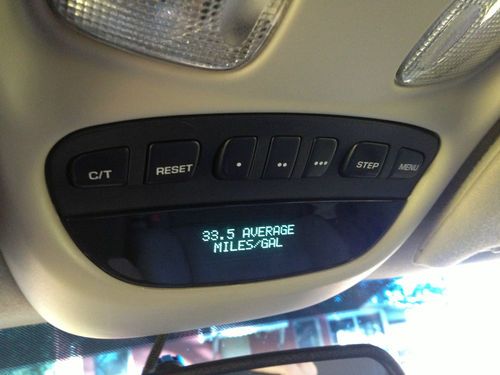 C/T RESET • •• ••• STEP MENU
33.5 AVERAGE
MILES/GAL